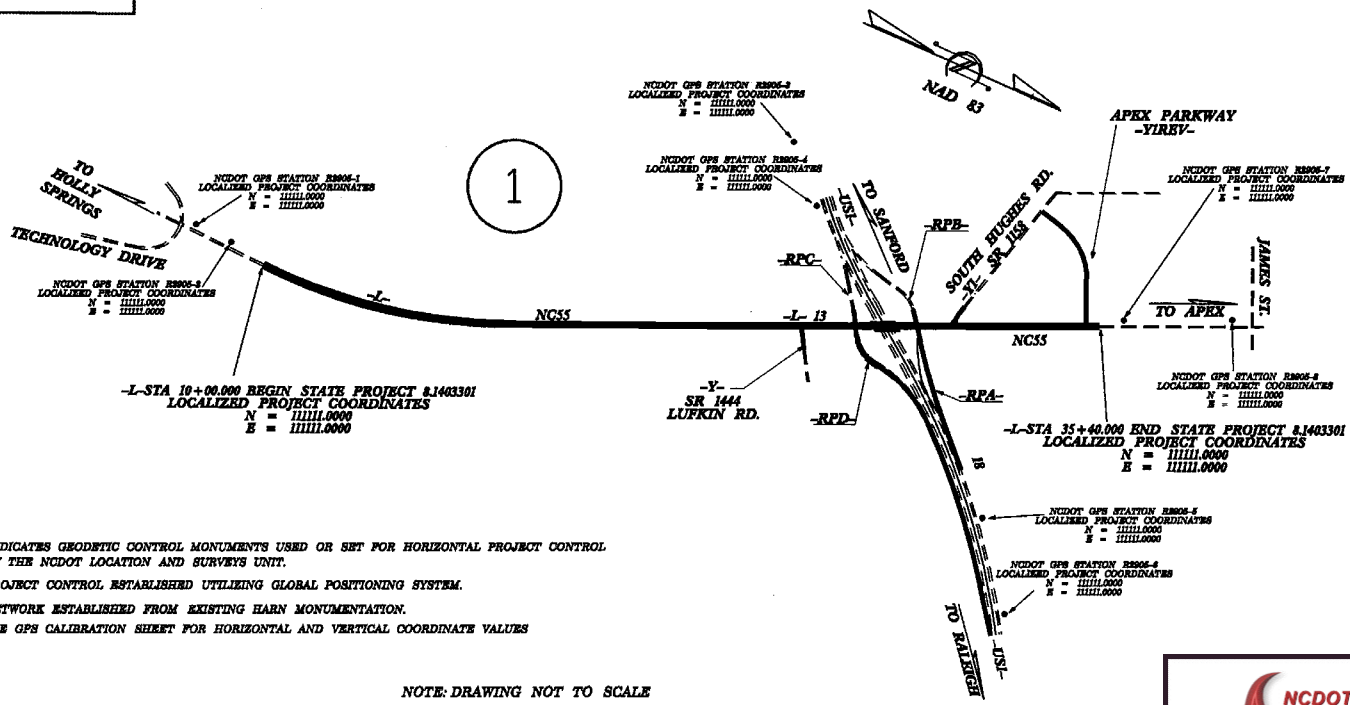 NAD 83
NCDOT GPS STATION R2905-3
LOCALIZED PROJECT COORDINATES
N = 111111.0000
E = 111111.0000
APEX PARKWAY
-Y1REV-
NCDOT GPS STATION R2905-4
LOCALIZED PROJECT COORDINATES
N = 111111.0000
E = 111111.0000
NCDOT GPS STATION R2905-7
LOCALIZED PROJECT COORDINATES
N = 111111.0000
E = 111111.0000
TO
HOLLY
SPRINGS
NCDOT GPS STATION R2905-1
LOCALIZED PROJECT COORDINATES
N = 111111.0000
E = 111111.0000
1
TECHNOLOGY DRIVE
-US1-
TO SANFORD
-RPB-
SOUTH HUGHES RD.
-Y1- SR 1158
-RPC-
JAMES ST.
NCDOT GPS STATION
LOCALIZED PROJECT COORDINATES
N = 111111.0000
E = 111111.0000
-L-
NC55
-L- 13
NC55
TO APEX
-L-STA 10+00.000 BEGIN STATE PROJECT 8.1403301
LOCALIZED PROJECT COORDINATES
N = 111111.0000
E = 111111.0000
-Y-
SR 1444
LUFKIN RD.
-RPD-
-RPA-
NCDOT GPS STATION R2905-8
LOCALIZED PROJECT COORDINATES
N = 111111.0000
E = 111111.0000
-L-STA 35+40.000 END STATE PROJECT 8.1403301
LOCALIZED PROJECT COORDINATES
N = 111111.0000
E = 111111.0000
18
NCDOT GPS STATION R2905-5
LOCALIZED PROJECT COORDINATES
N = 111111.0000
E = 111111.0000
NCDOT GPS STATION R2905-6
LOCALIZED PROJECT COORDINATES
N = 111111.0000
E = 111111.0000
TO RALEIGH
-US1-
DICATES GEODETIC CONTROL MONUMENTS USED OR SET FOR HORIZONTAL PROJECT CONTROL
THE NCDOT LOCATION AND SURVEYS UNIT.
OJECT CONTROL ESTABLISHED UTILIZING GLOBAL POSITIONING SYSTEM.
TWORK ESTABLISHED FROM EXISTING HARN MONUMENTATION.
E GPS CALIBRATION SHEET FOR HORIZONTAL AND VERTICAL COORDINATE VALUES
NOTE: DRAWING NOT TO SCALE
NCDOT